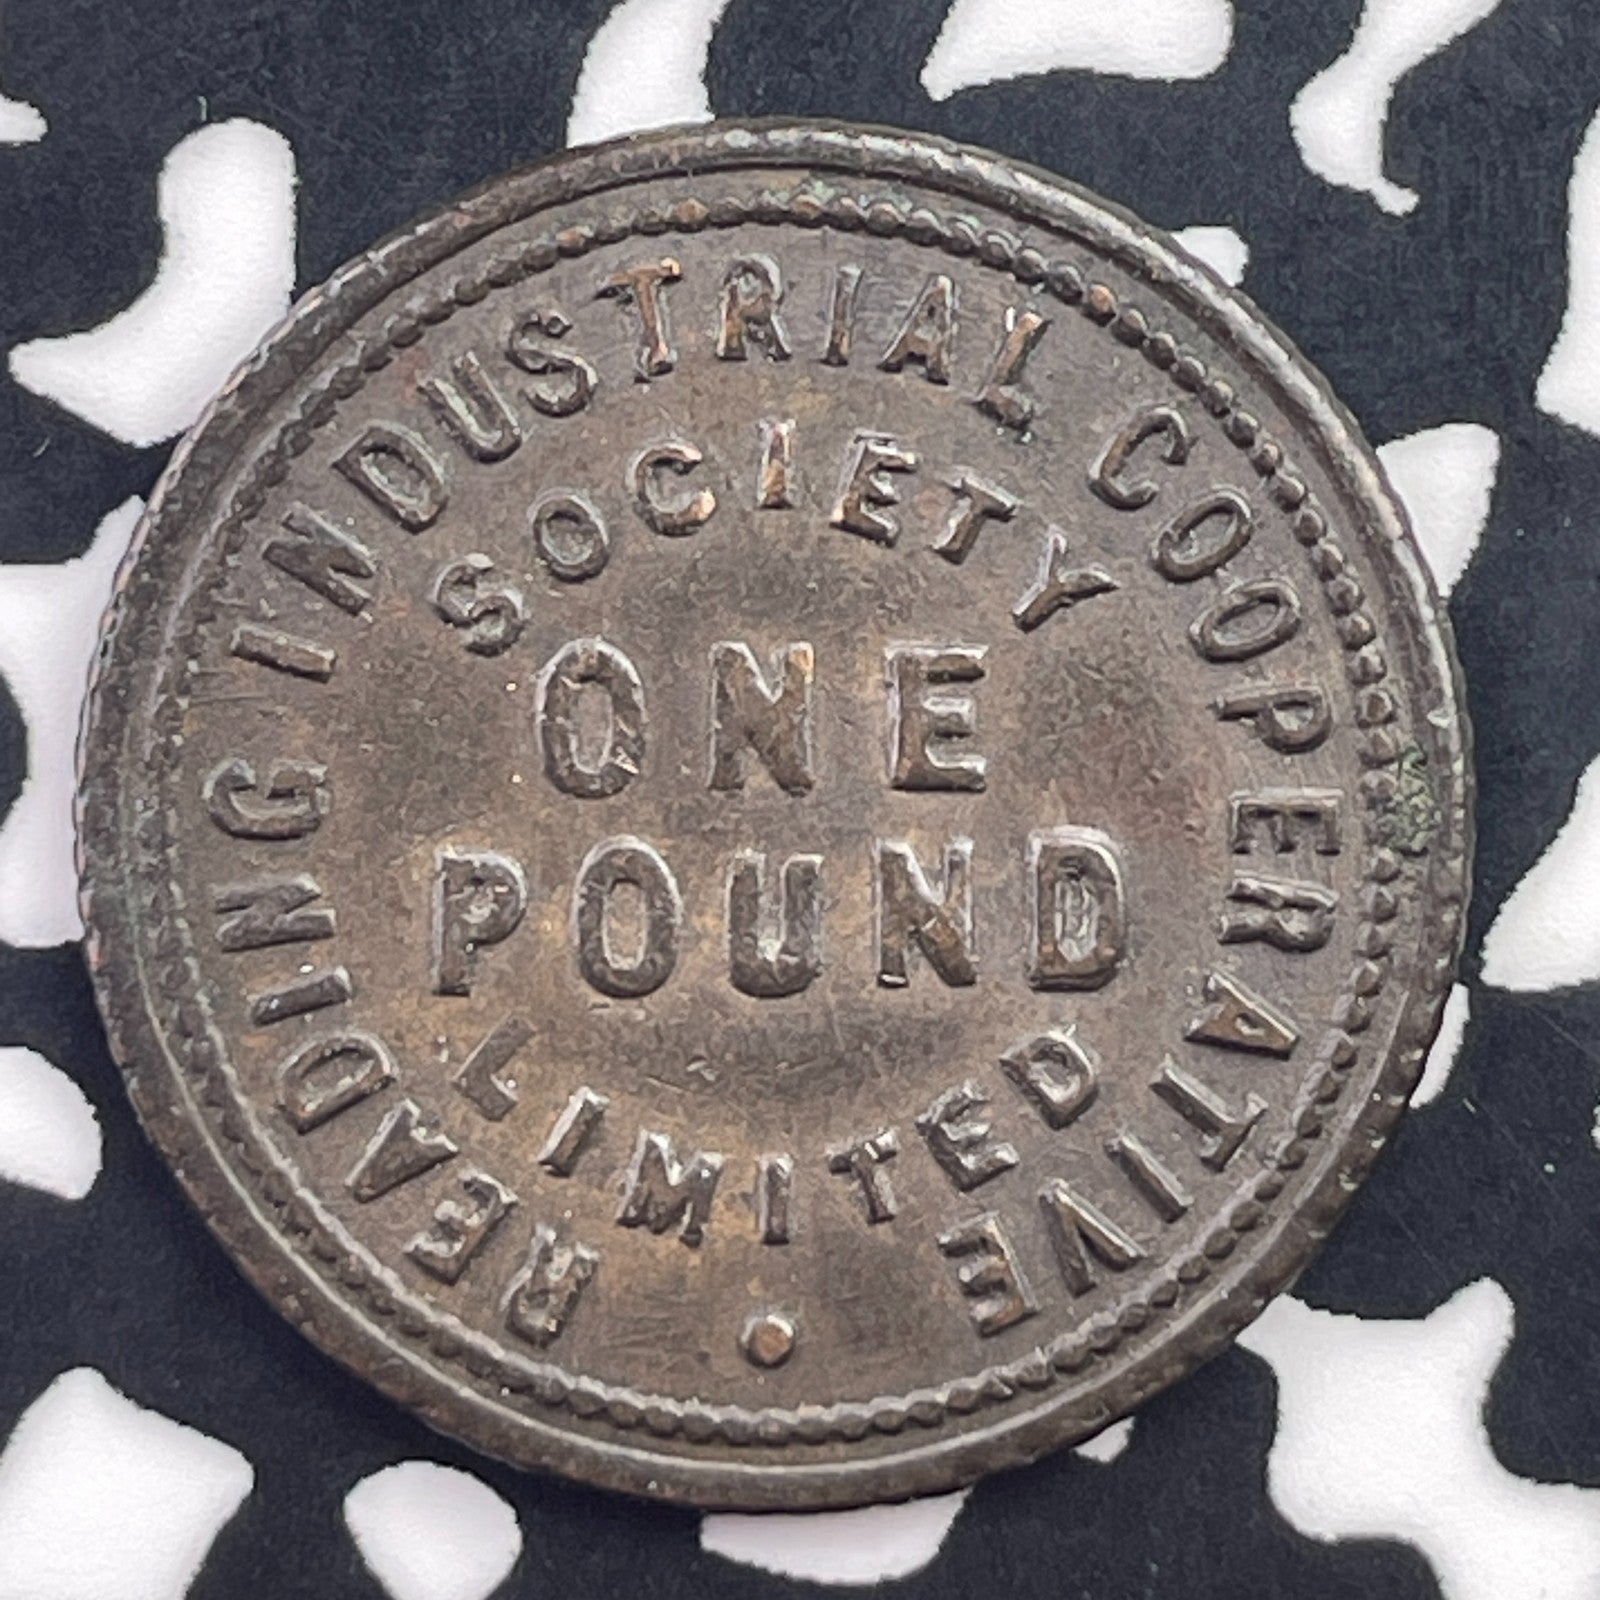 READING INDUSTRIAL COOPERATIVE
SOCIETY
ONE
POUND
LIMITED